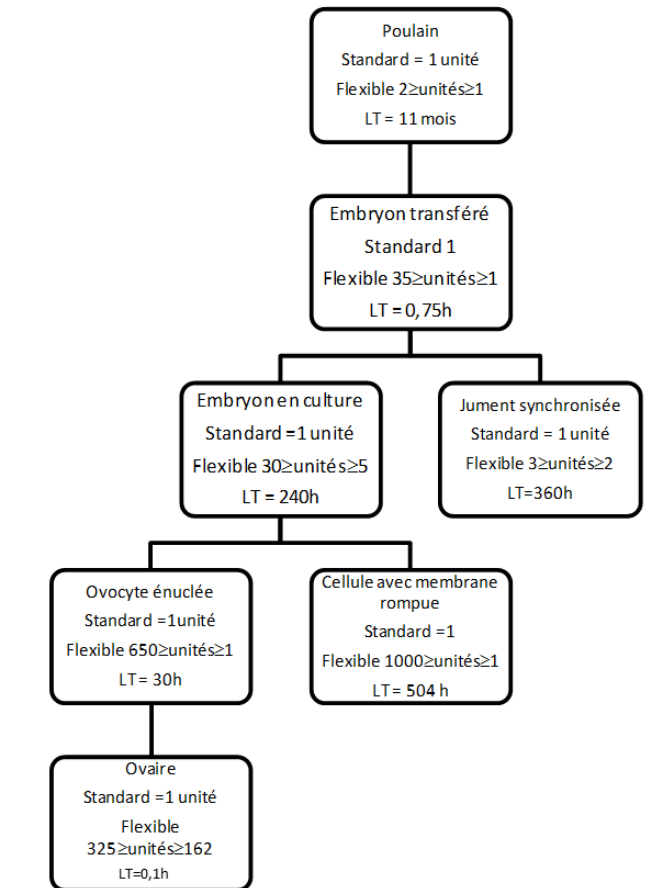 Poulain
Standard = 1 unité
Flexible 2≥unités≥1
LT = 11 mois
Embryon transféré
Standard 1
Flexible 35≥unités≥1
LT = 0,75h
Embryon en culture
Standard =1 unité
Flexible 30≥unités≥5
LT = 240h
Jument synchronisée
Standard = 1 unité
Flexible 3≥unités≥2
LT=360h
Ovocyte énuclée
Standard =1unité
Flexible 650≥unités≥1
LT= 30h
Cellule avec membrane
rompue
Standard =1
Flexible 1000≥unités≥1
LT= 504 h
Ovaire
Standard =1 unité
Flexible
325≥unités≥162
LT=0,1h